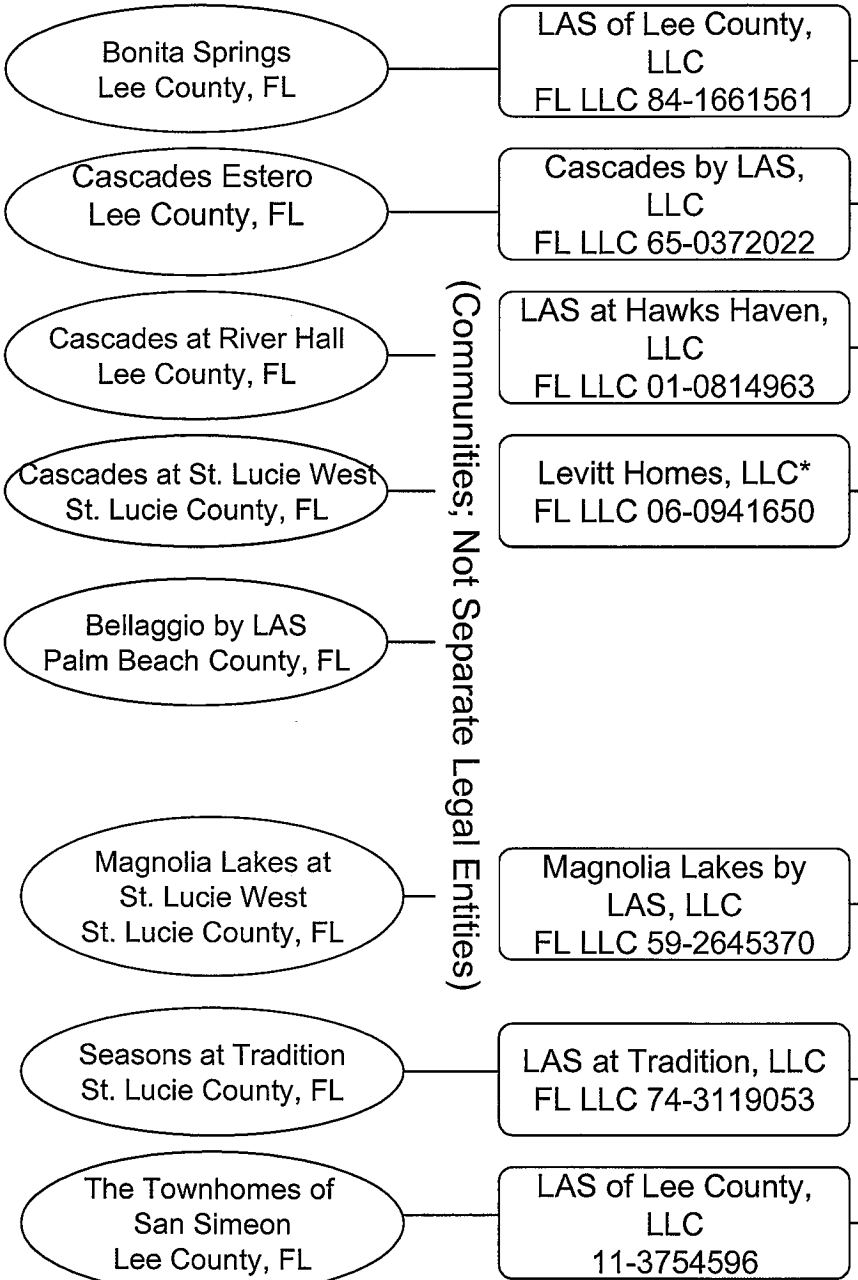 Bonita Springs
Lee County, FL
LAS of Lee County,
LLC
FL LLC 84-1661561
Cascades Estero
Lee County, FL
Cascades by LAS,
LLC
FL LLC 65-0372022
(Communities; Not Separate Legal Entities)
Cascades at River Hall
Lee County, FL
LAS at Hawks Haven,
LLC
FL LLC 01-0814963
Cascades at St. Lucie West
St. Lucie County, FL
Levitt Homes, LLC*
FL LLC 06-0941650
Bellaggio by LAS
Palm Beach County, FL
Magnolia Lakes at
St. Lucie West
St. Lucie County, FL
Magnolia Lakes by
LAS, LLC
FL LLC 59-2645370
Seasons at Tradition
St. Lucie County, FL
LAS at Tradition, LLC
FL LLC 74-3119053
The Townhomes of
San Simeon
Lee County, FL
LAS of Lee County,
LLC
11-3754596